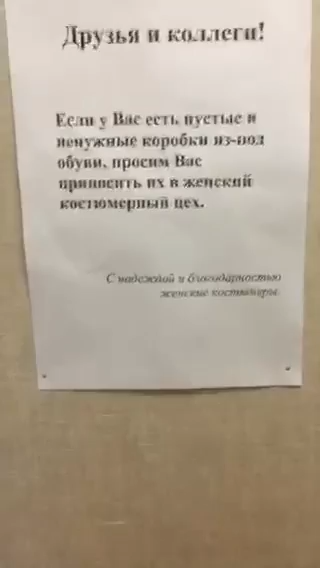 Друзья и коллеги!
Если у Вас есть пустые и
ненужные коробки из-под
обуви, просим Вас
приносить их в женский
костюмерный цех.
С надеждой и благодарностью
женские костюмеры.